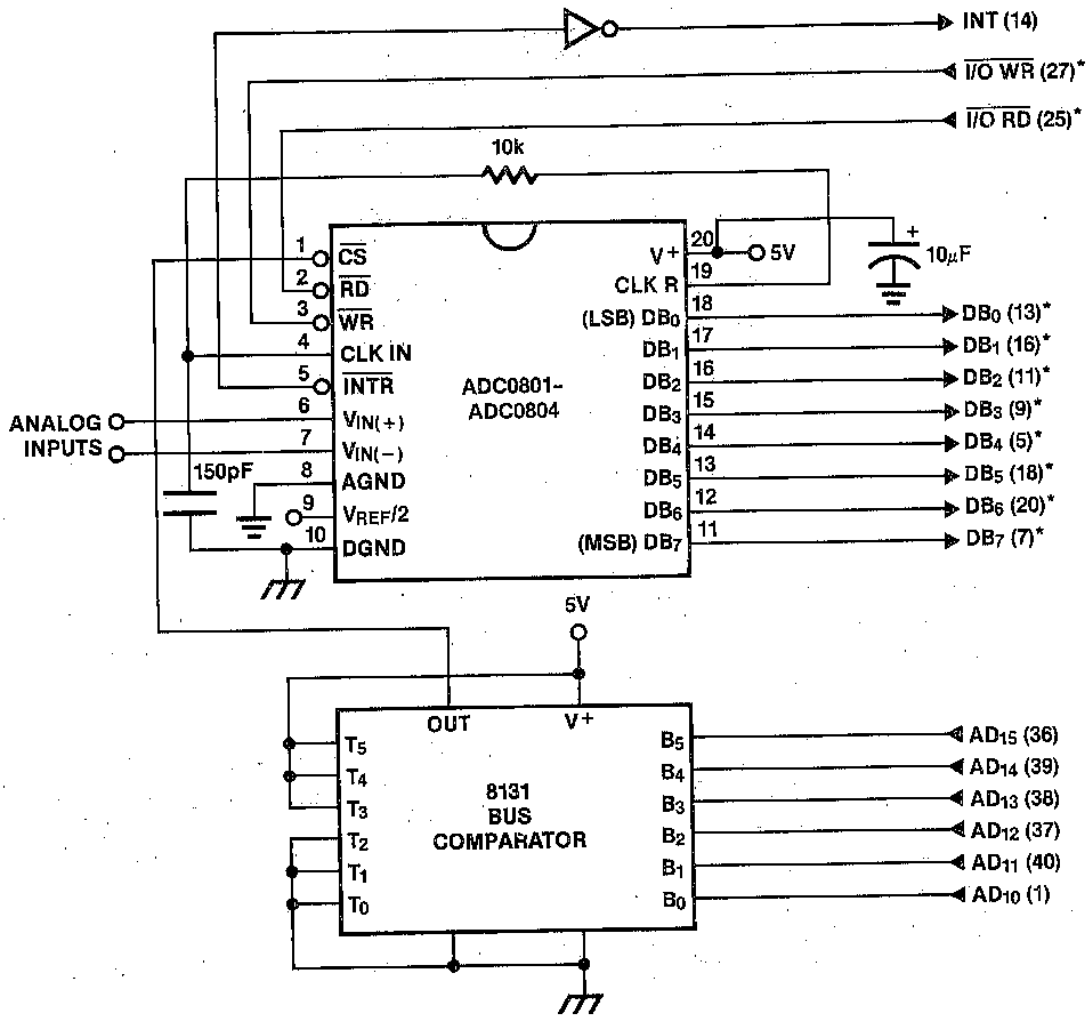 INT (14)
I/O WR (27)*
I/O RD (25)*
10k
1 CS
2 RD
3 WR
4 CLK IN
5 INTR
6 VIN(+)
7 VIN(−)
8 AGND
9 VREF/2
10 DGND
ANALOG
INPUTS
150pF
ADC0801-
ADC0804
V+ 20
5V
+
10μF
CLK R 19
(LSB) DB0 18
DB1 17
DB2 16
DB3 15
DB4 14
DB5 13
DB6 12
(MSB) DB7 11
DB0 (13)*
DB1 (16)*
DB2 (11)*
DB3 (9)*
DB4 (5)*
DB5 (18)*
DB6 (20)*
DB7 (7)*
5V
OUT
V+
T5
T4
T3
T2
T1
T0
8131
BUS
COMPARATOR
B5
B4
B3
B2
B1
B0
AD15 (36)
AD14 (39)
AD13 (38)
AD12 (37)
AD11 (40)
AD10 (1)